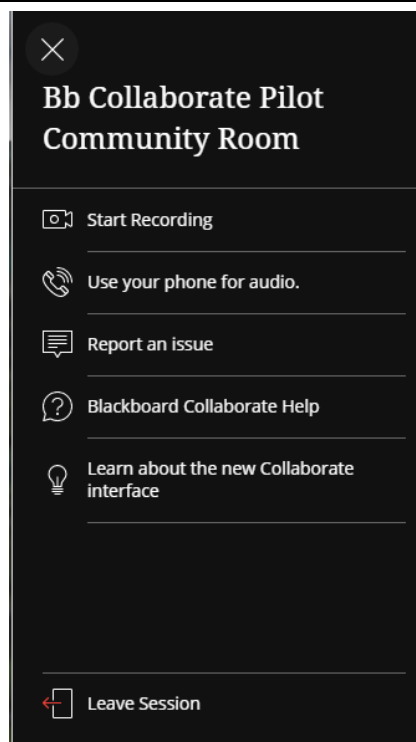 Bb Collaborate Pilot
Community Room
Start Recording
Use your phone for audio.
Report an issue
Blackboard Collaborate Help
Learn about the new Collaborate
interface
Leave Session